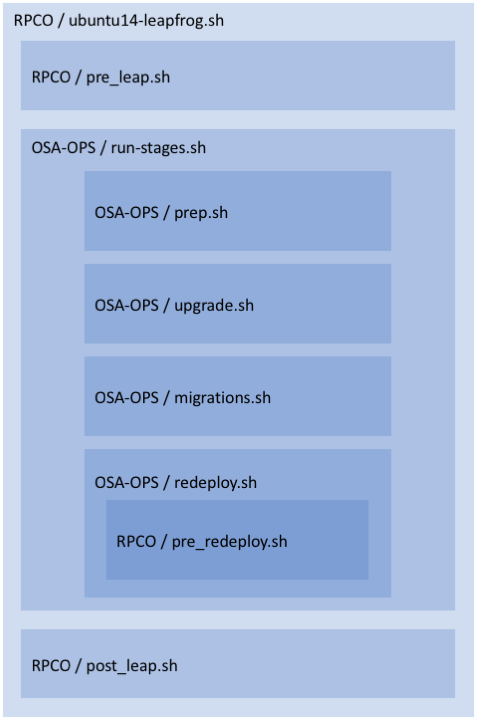 RPCO / ubuntu14-leapfrog.sh
RPCO / pre_leap.sh
OSA-OPS / run-stages.sh
OSA-OPS / prep.sh
OSA-OPS / upgrade.sh
OSA-OPS / migrations.sh
OSA-OPS / redeploy.sh
RPCO / pre_redeploy.sh
RPCO / post_leap.sh